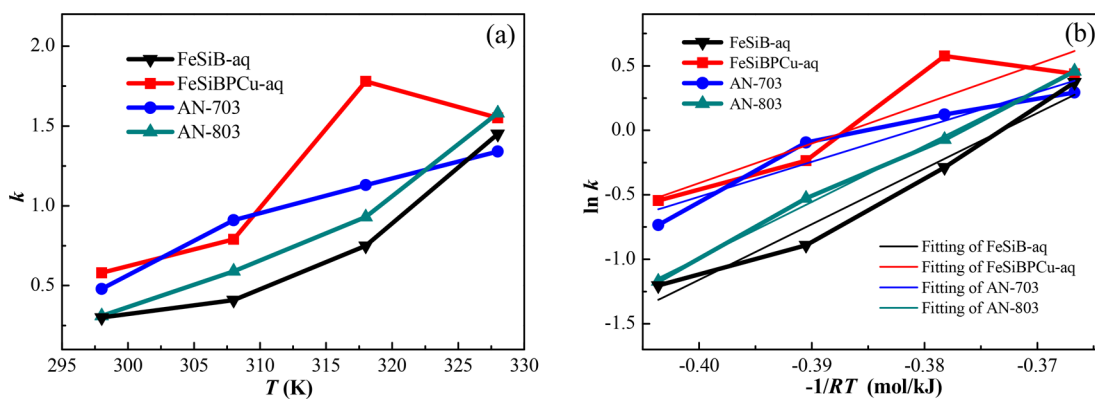 (a)
FeSiB-aq
FeSiBPCu-aq
AN-703
AN-803
k
2.0
1.5
1.0
0.5
295 300 305 310 315 320 325 330
T (K)
(b)
FeSiB-aq
FeSiBPCu-aq
AN-703
AN-803
ln k
0.5
0.0
-0.5
-1.0
-1.5
Fitting of FeSiB-aq
Fitting of FeSiBPCu-aq
Fitting of AN-703
Fitting of AN-803
-0.40 -0.39 -0.38 -0.37
-1/RT (mol/kJ)